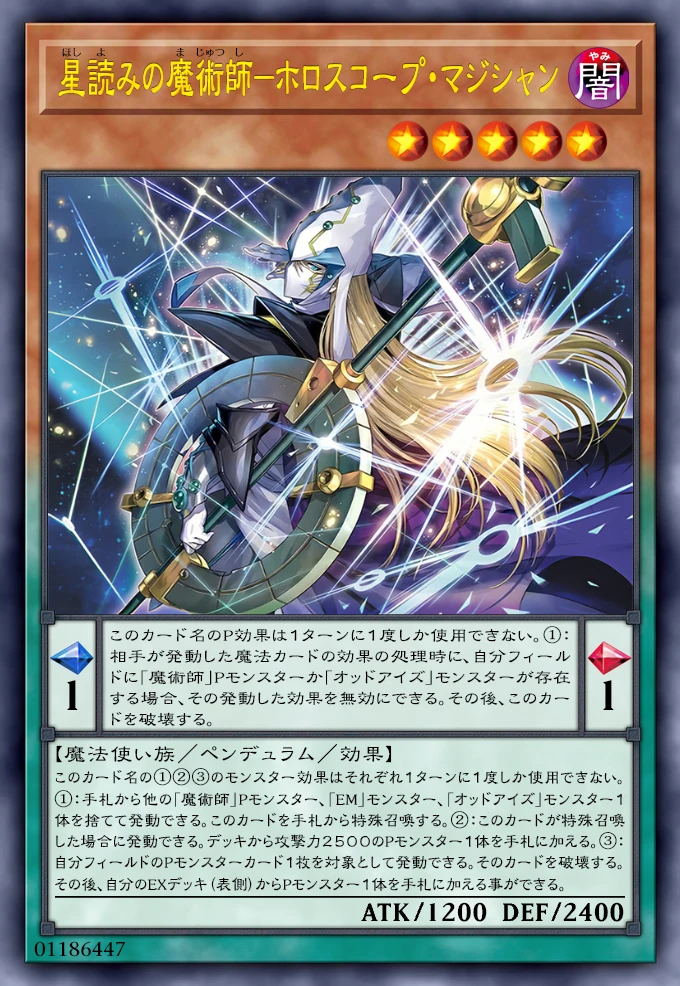 ほしよ まじゅつし
星読みの魔術師－ホロスコープ・マジシャン
やみ
闇
このカード名のP効果は1ターンに1度しか使用できない。①：
相手が発動した魔法カードの効果の処理時に、自分フィール
ドに「魔術師」Pモンスターか「オッドアイズ」モンスターが存在
する場合、その発動した効果を無効にできる。その後、このカー
ドを破壊する。
1
1
【魔法使い族／ペンデュラム／効果】
このカード名の①②③のモンスター効果はそれぞれ1ターンに1度しか使用できない。
①：手札から他の「魔術師」Pモンスター、「EM」モンスター、「オッドアイズ」モンスター1
体を捨てて発動できる。このカードを手札から特殊召喚する。②：このカードが特殊召喚
した場合に発動できる。デッキから攻撃力2500のPモンスター1体を手札に加える。③：
自分フィールドのPモンスターカード1枚を対象として発動できる。そのカードを破壊する。
その後、自分のEXデッキ（表側）からPモンスター1体を手札に加える事ができる。
ATK/1200 DEF/2400
01186447